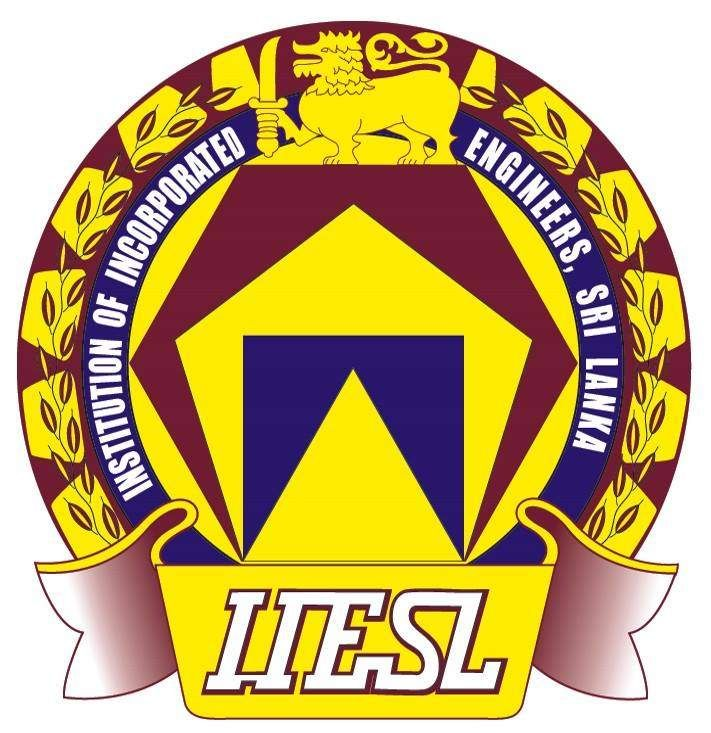 INSTITUTION OF INCORPORATED
ENGINEERS, SRI LANKA
IIESL